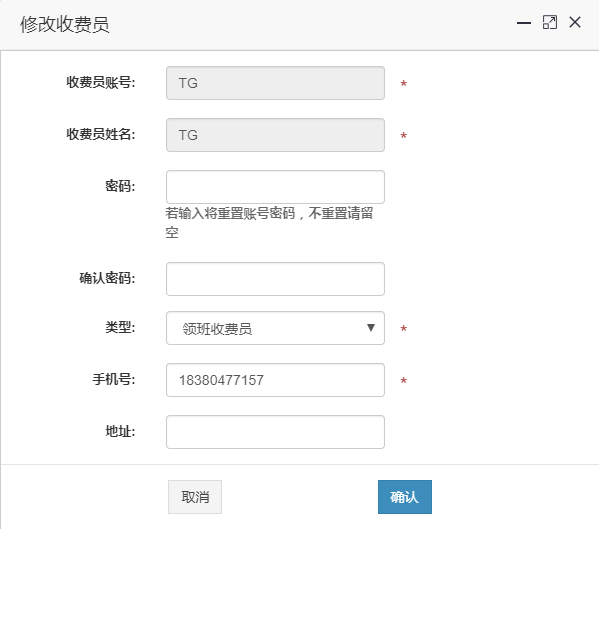 修改收费员
收费员账号: TG *
收费员姓名: TG *
密码:
若输入将重置账号密码，不重置请留
空
确认密码:
类型: 领班收费员 ▼ *
手机号: 18380477157 *
地址:
取消 确认